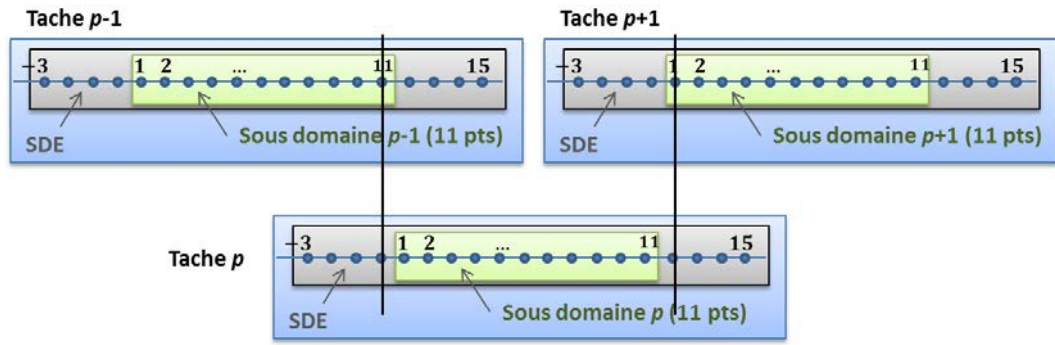 Tache p-1
−3 1 2 ... 11 15
SDE
Sous domaine p-1 (11 pts)
Tache p+1
−3 1 2 ... 11 15
SDE
Sous domaine p+1 (11 pts)
Tache p
−3 1 2 ... 11 15
SDE
Sous domaine p (11 pts)